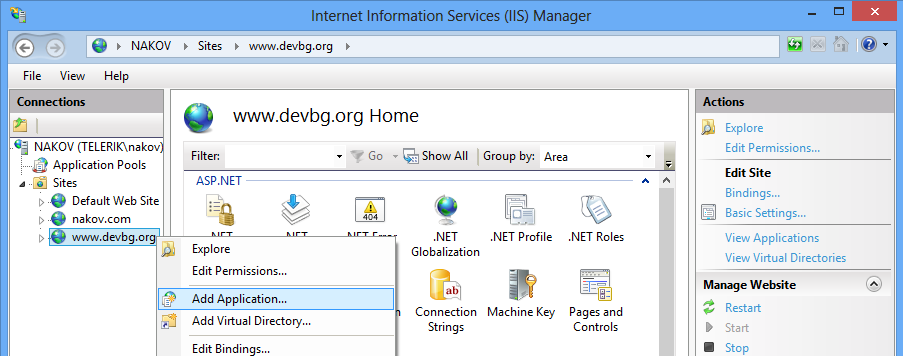 Internet Information Services (IIS) Manager
NAKOV Sites www.devbg.org
File View Help
Connections
NAKOV (TELERIK\nakov)
Application Pools
Sites
Default Web Site
nakov.com
www.devbg.org
Explore
Edit Permissions...
Add Application...
Add Virtual Directory...
Edit Bindings...
www.devbg.org Home
Filter: Go Show All Group by: Area
ASP.NET
.NET .NET .NET Error .NET Globalization .NET Profile .NET Roles
404
ab
Connection Strings Machine Key Pages and Controls
Actions
Explore
Edit Permissions...
Edit Site
Bindings...
Basic Settings...
View Applications
View Virtual Directories
Manage Website
Restart
Start
Stop